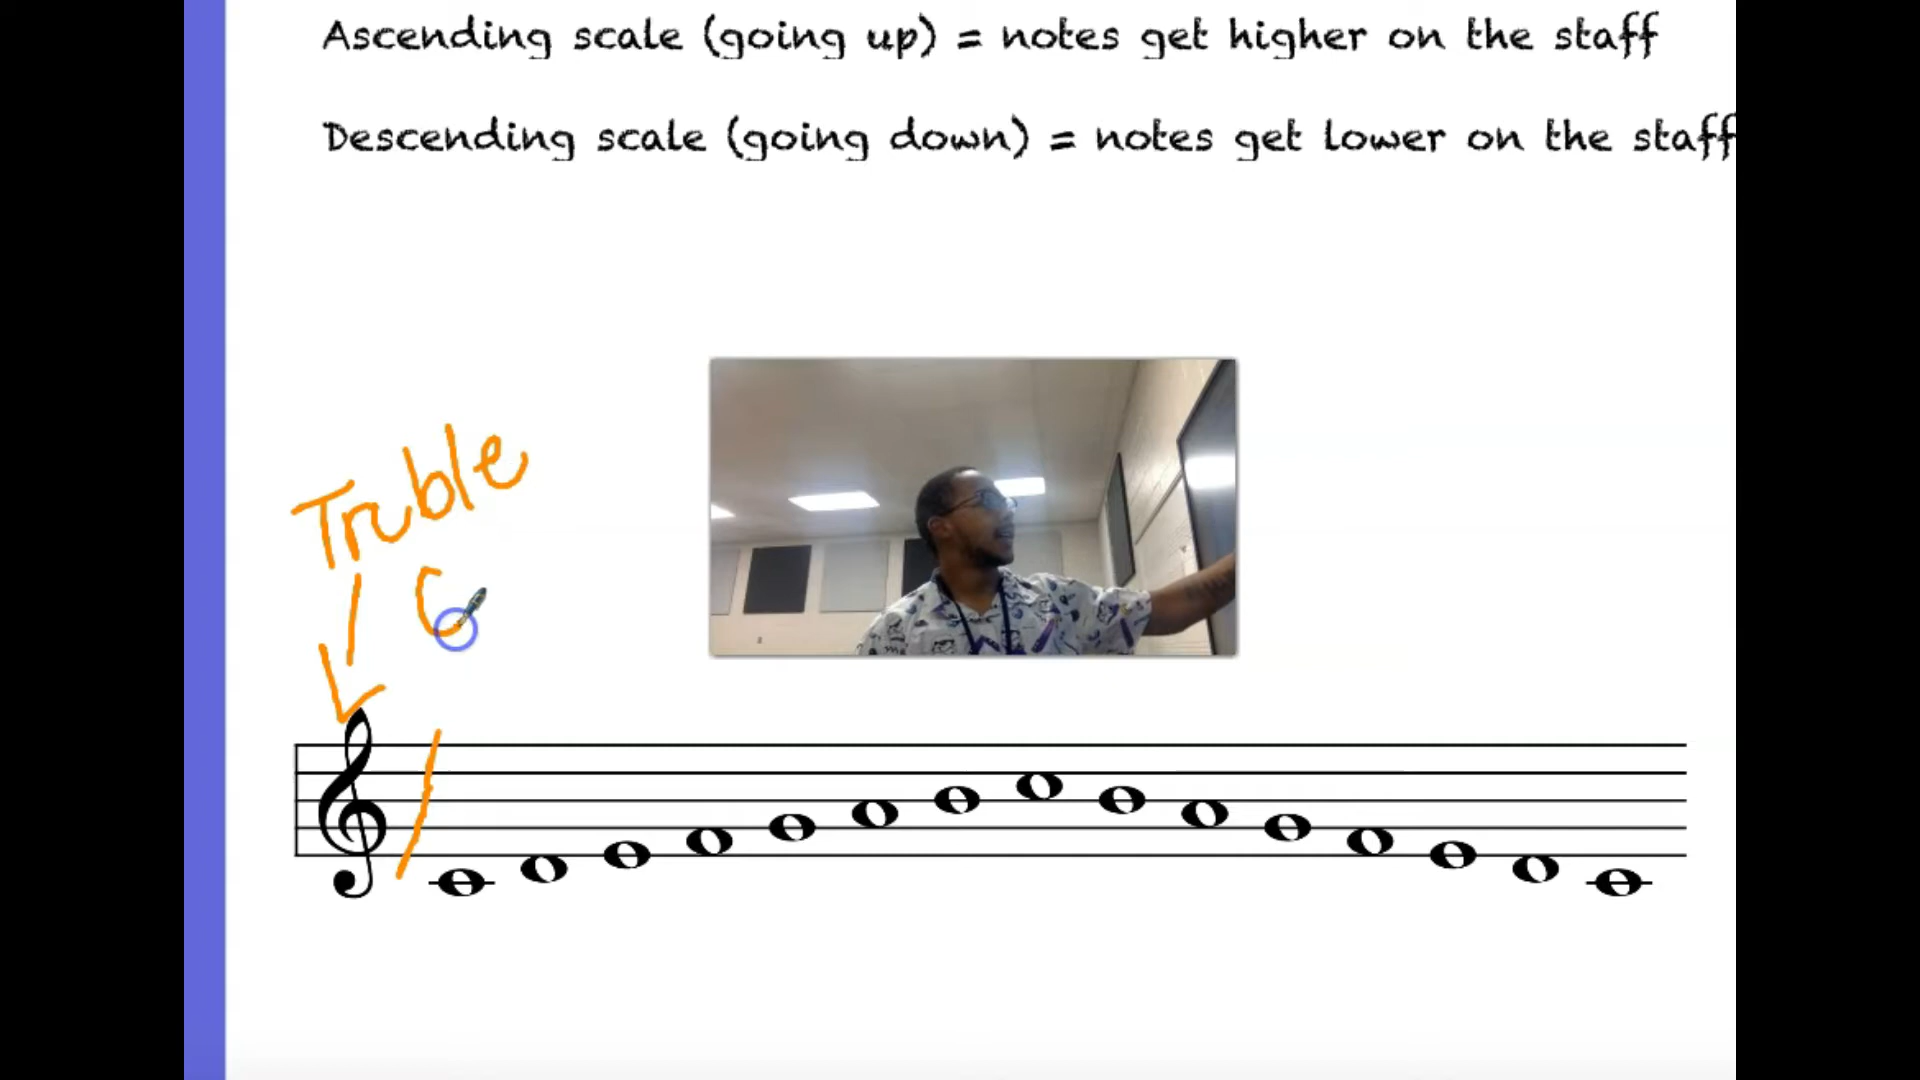 Ascending scale (going up) = notes get higher on the staff
Descending scale (going down) = notes get lower on the staff
Truble
C